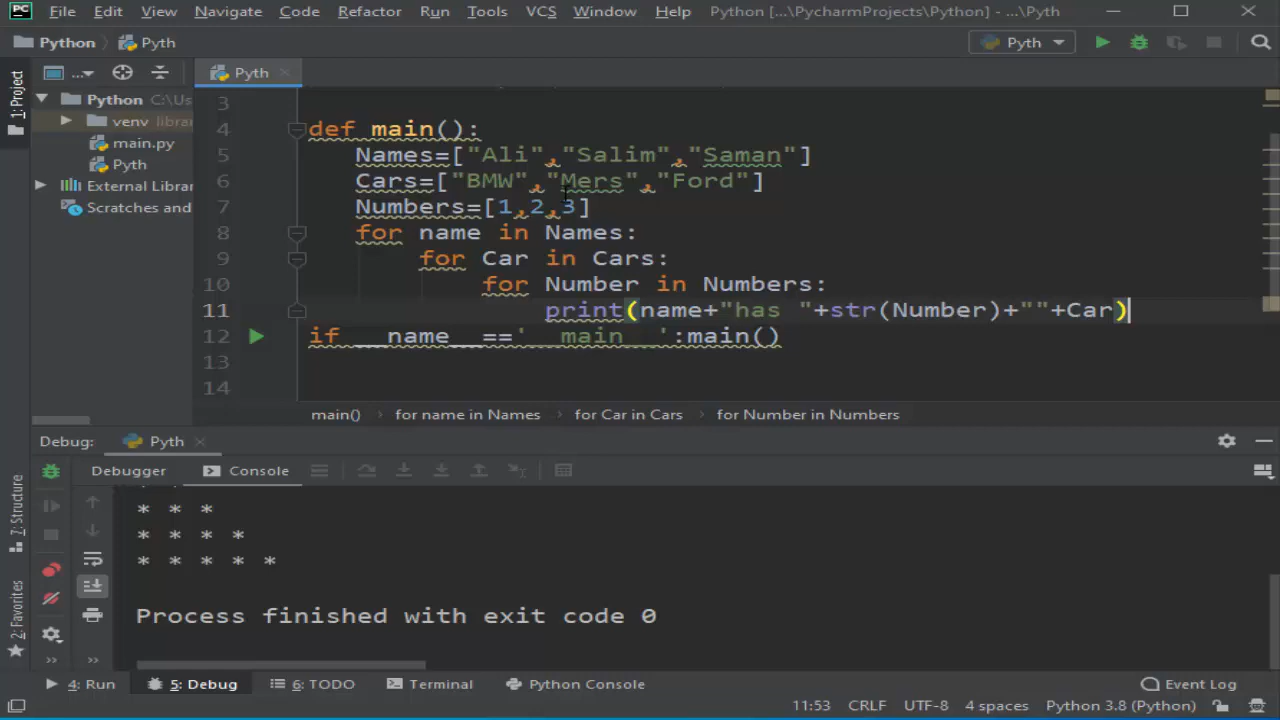 PC File Edit View Navigate Code Refactor Run Tools VCS Window Help Python [...\PycharmProjects\Python] - ...\Pyth
Python Pyth
Pyth
1: Project
...
Pyth
Python C:\Us
venv librar
main.py
Pyth
External Librar
Scratches and
3
4 def main():
5 Names=["Ali","Salim","Saman"]
6 Cars=["BMW","Mers","Ford"]
7 Numbers=[1,2,3]
8 for name in Names:
9 for Car in Cars:
10 for Number in Numbers:
11 print(name+"has "+str(Number)+""+Car)
12 if __name__=='__main__':main()
13
14
main() › for name in Names › for Car in Cars › for Number in Numbers
Debug: Pyth
Debugger Console
* * *
* * * *
* * * * *
Process finished with exit code 0
7: Structure
2: Favorites
4: Run 5: Debug 6: TODO Terminal Python Console Event Log
11:53 CRLF UTF-8 4 spaces Python 3.8 (Python)